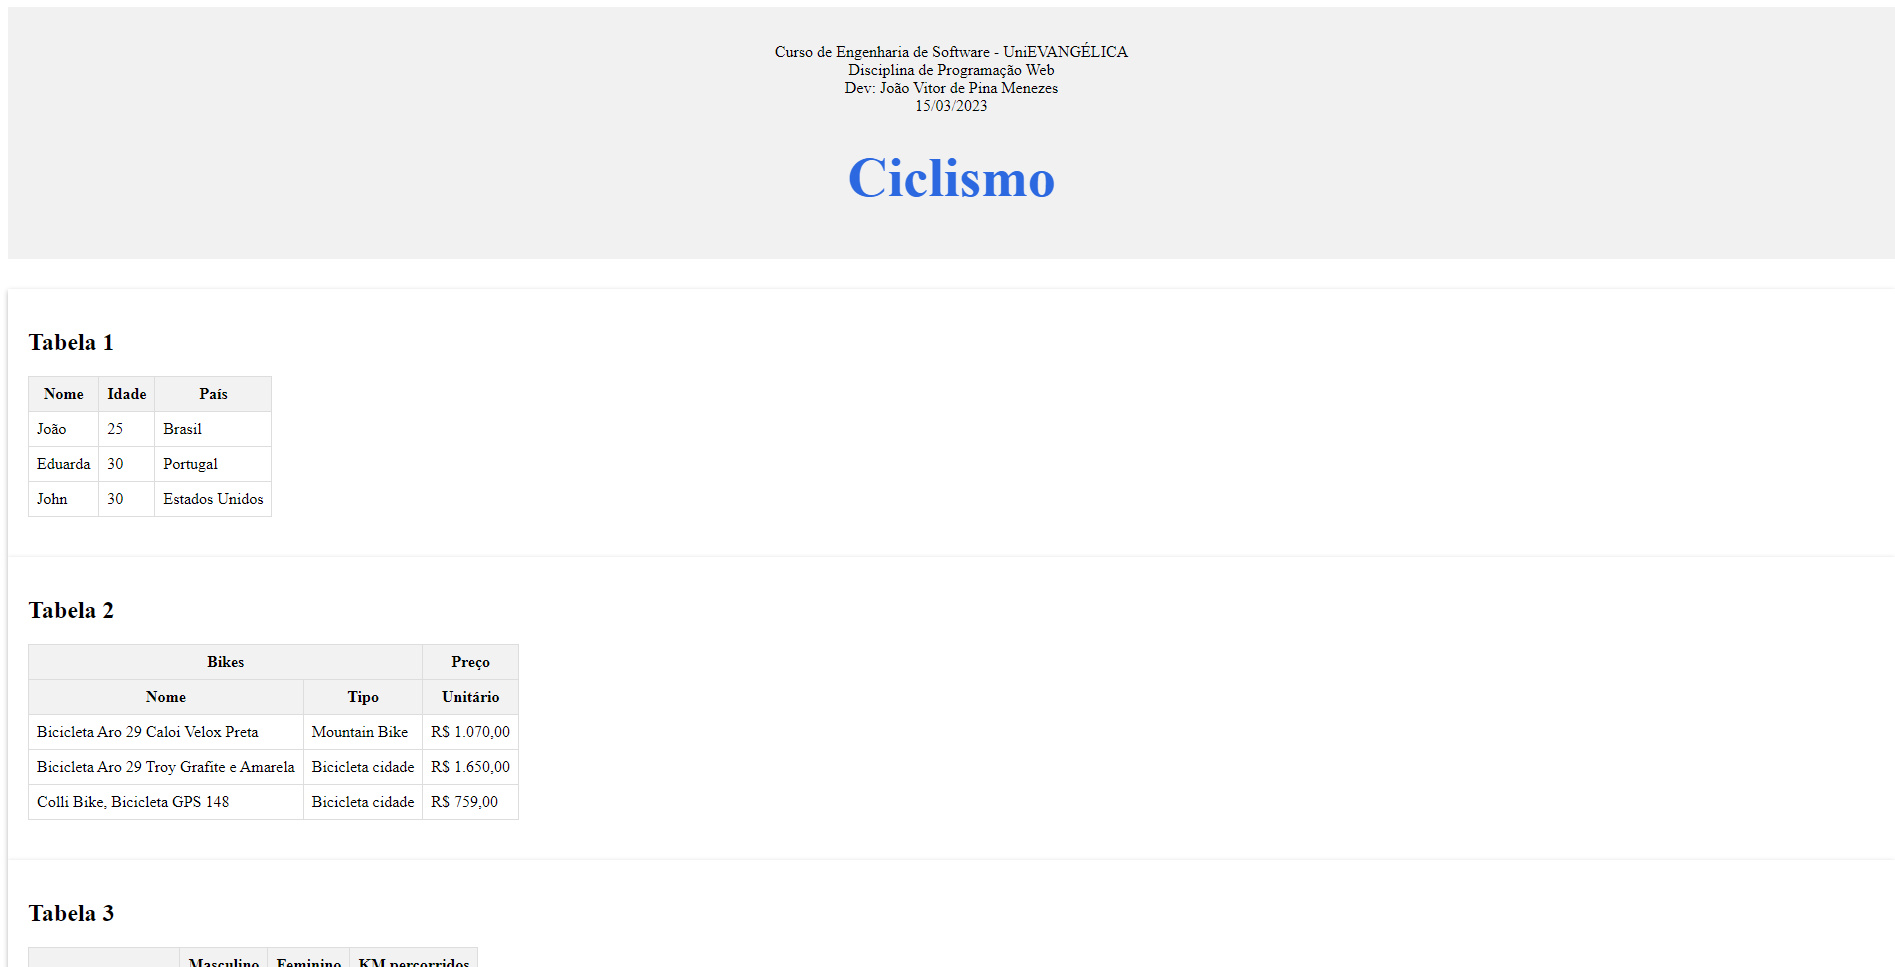 Curso de Engenharia de Software - UniEVANGÉLICA
Disciplina de Programação Web
Dev: João Vitor de Pina Menezes
15/03/2023
Ciclismo
Tabela 1
Nome Idade País
João 25 Brasil
Eduarda 30 Portugal
John 30 Estados Unidos
Tabela 2
Bikes Preço
Nome Tipo Unitário
Bicicleta Aro 29 Caloi Velox Preta Mountain Bike R$ 1.070,00
Bicicleta Aro 29 Troy Grafite e Amarela Bicicleta cidade R$ 1.650,00
Colli Bike, Bicicleta GPS 148 Bicicleta cidade R$ 759,00
Tabela 3
Masculino Feminino KM percorridos